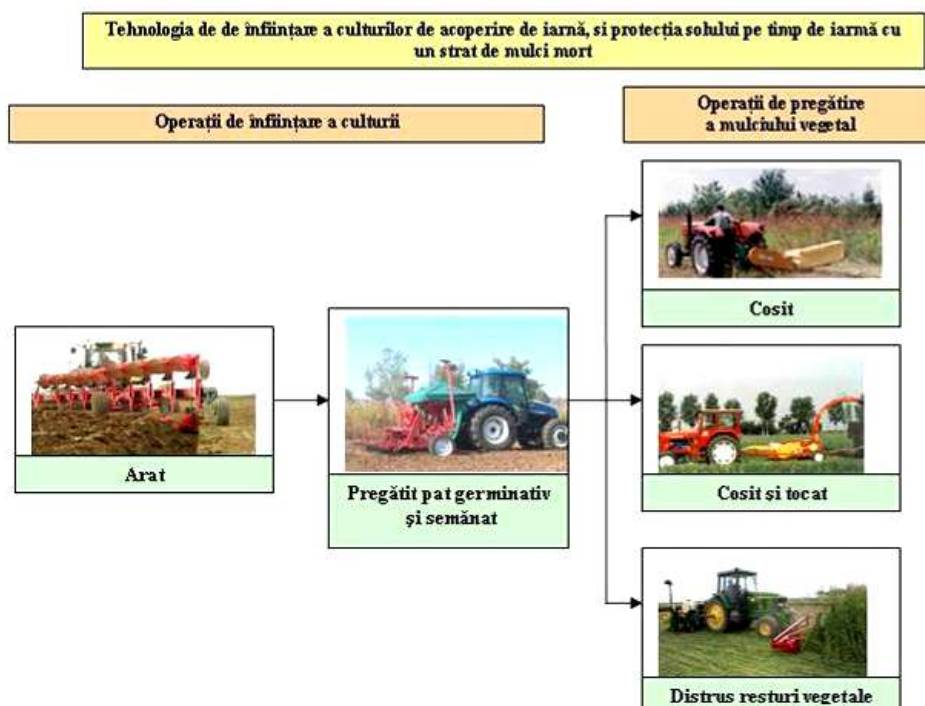 Tehnologia de de înființare a culturilor de acoperire de iarnă, si protecția solului pe timp de iarmă cu
un strat de mulci mort
Operații de înființare a culturii
Operații de pregătire
a mulciului vegetal
Cosit
Arat
Pregătit pat germinativ
și semănat
Cosit și tocat
Distrus resturi vegetale